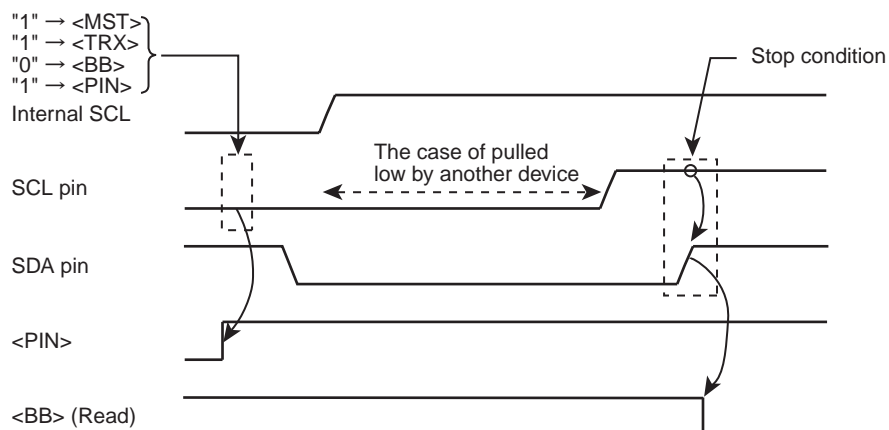 "1" → <MST>
"1" → <TRX>
"0" → <BB>
"1" → <PIN>
Internal SCL
Stop condition
The case of pulled
low by another device
SCL pin
SDA pin
<PIN>
<BB> (Read)